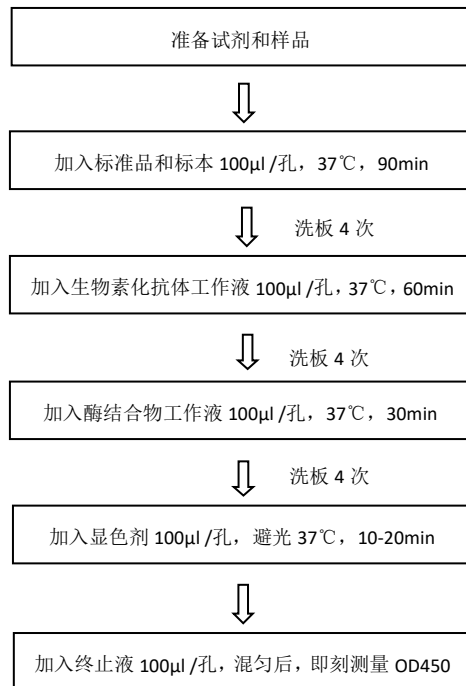 准备试剂和样品
加入标准品和标本 100μl /孔，37℃，90min
洗板 4 次
加入生物素化抗体工作液 100μl /孔，37℃，60min
洗板 4 次
加入酶结合物工作液 100μl /孔，37℃，30min
洗板 4 次
加入显色剂 100μl /孔，避光 37℃，10-20min
加入终止液 100μl /孔，混匀后，即刻测量 OD450